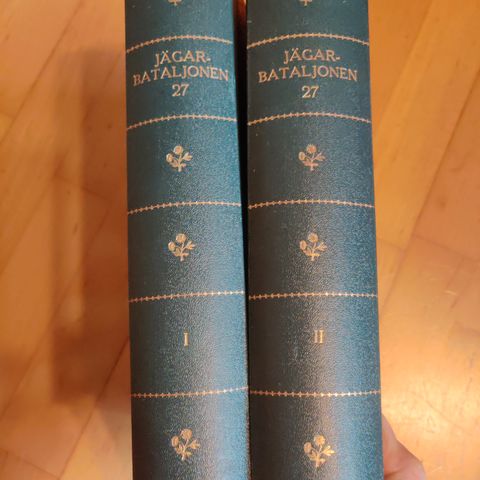 JÄGAR-
BATALJONEN
27
I
JÄGAR-
BATALJONEN
27
II